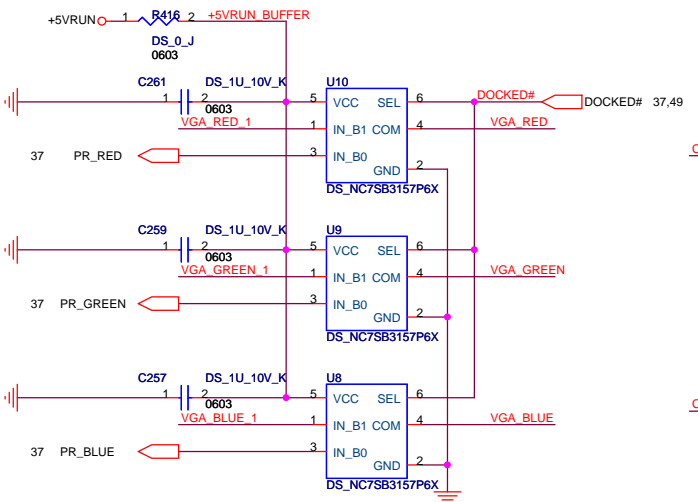 +5VRUN 1 R416 2 +5VRUN_BUFFER
DS_0_J
0603
C261 DS_1U_10V_K U10
1 2 5 VCC SEL 6 DOCKED# DOCKED# 37,49
0603
VGA_RED_1 1 IN_B1 COM 4 VGA_RED
37 PR_RED 3 IN_B0
GND 2
DS_NC7SB3157P6X
C259 DS_1U_10V_K U9
1 2 5 VCC SEL 6
0603
VGA_GREEN_1 1 IN_B1 COM 4 VGA_GREEN
37 PR_GREEN 3 IN_B0
GND 2
DS_NC7SB3157P6X
C257 DS_1U_10V_K U8
1 2 5 VCC SEL 6
0603
VGA_BLUE_1 1 IN_B1 COM 4 VGA_BLUE
37 PR_BLUE 3 IN_B0
GND 2
DS_NC7SB3157P6X